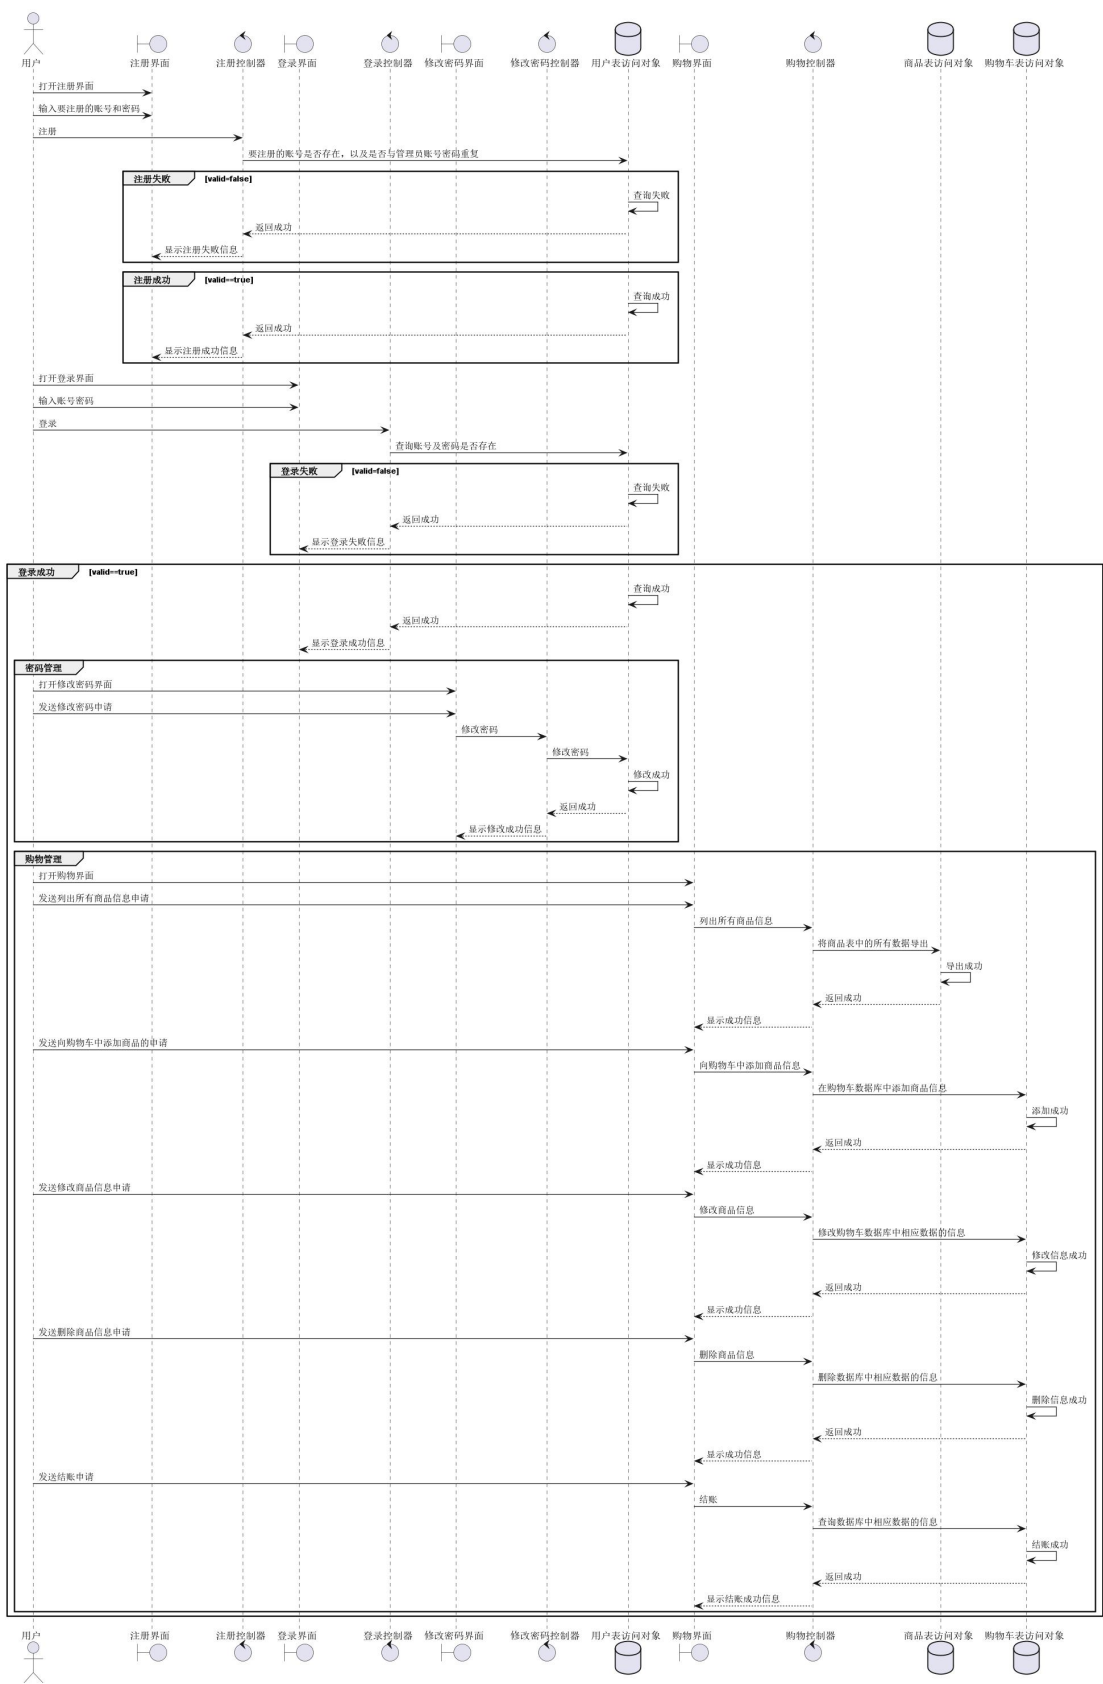 用户 注册界面 注册控制器 登录界面 登录控制器 修改密码界面 修改密码控制器 用户表访问对象 购物界面 购物控制器 商品表访问对象 购物车表访问对象
打开注册界面
输入要注册的账号和密码
注册
要注册的账号是否存在，以及是否与管理员账号密码重复
注册失败 [valid=false]
查询失败
返回成功
显示注册失败信息
注册成功 [valid==true]
查询成功
返回成功
显示注册成功信息
打开登录界面
输入账号密码
登录
查询账号及密码是否存在
登录失败 [valid=false]
查询失败
返回成功
显示登录失败信息
登录成功 [valid==true]
查询成功
返回成功
显示登录成功信息
密码管理
打开修改密码界面
发送修改密码申请
修改密码
修改密码
修改成功
返回成功
显示修改成功信息
购物管理
打开购物界面
发送列出所有商品信息申请
列出所有商品信息
将商品表中的所有数据导出
导出成功
返回成功
显示成功信息
发送向购物车中添加商品的申请
向购物车中添加商品信息
在购物车数据库中添加商品信息
添加成功
返回成功
显示成功信息
发送修改商品信息申请
修改商品信息
修改购物车数据库中相应数据的信息
修改信息成功
返回成功
显示成功信息
发送删除商品信息申请
删除商品信息
删除数据库中相应数据的信息
删除信息成功
返回成功
显示成功信息
发送结账申请
结账
查询数据库中相应数据的信息
结账成功
返回成功
显示结账成功信息
用户 注册界面 注册控制器 登录界面 登录控制器 修改密码界面 修改密码控制器 用户表访问对象 购物界面 购物控制器 商品表访问对象 购物车表访问对象